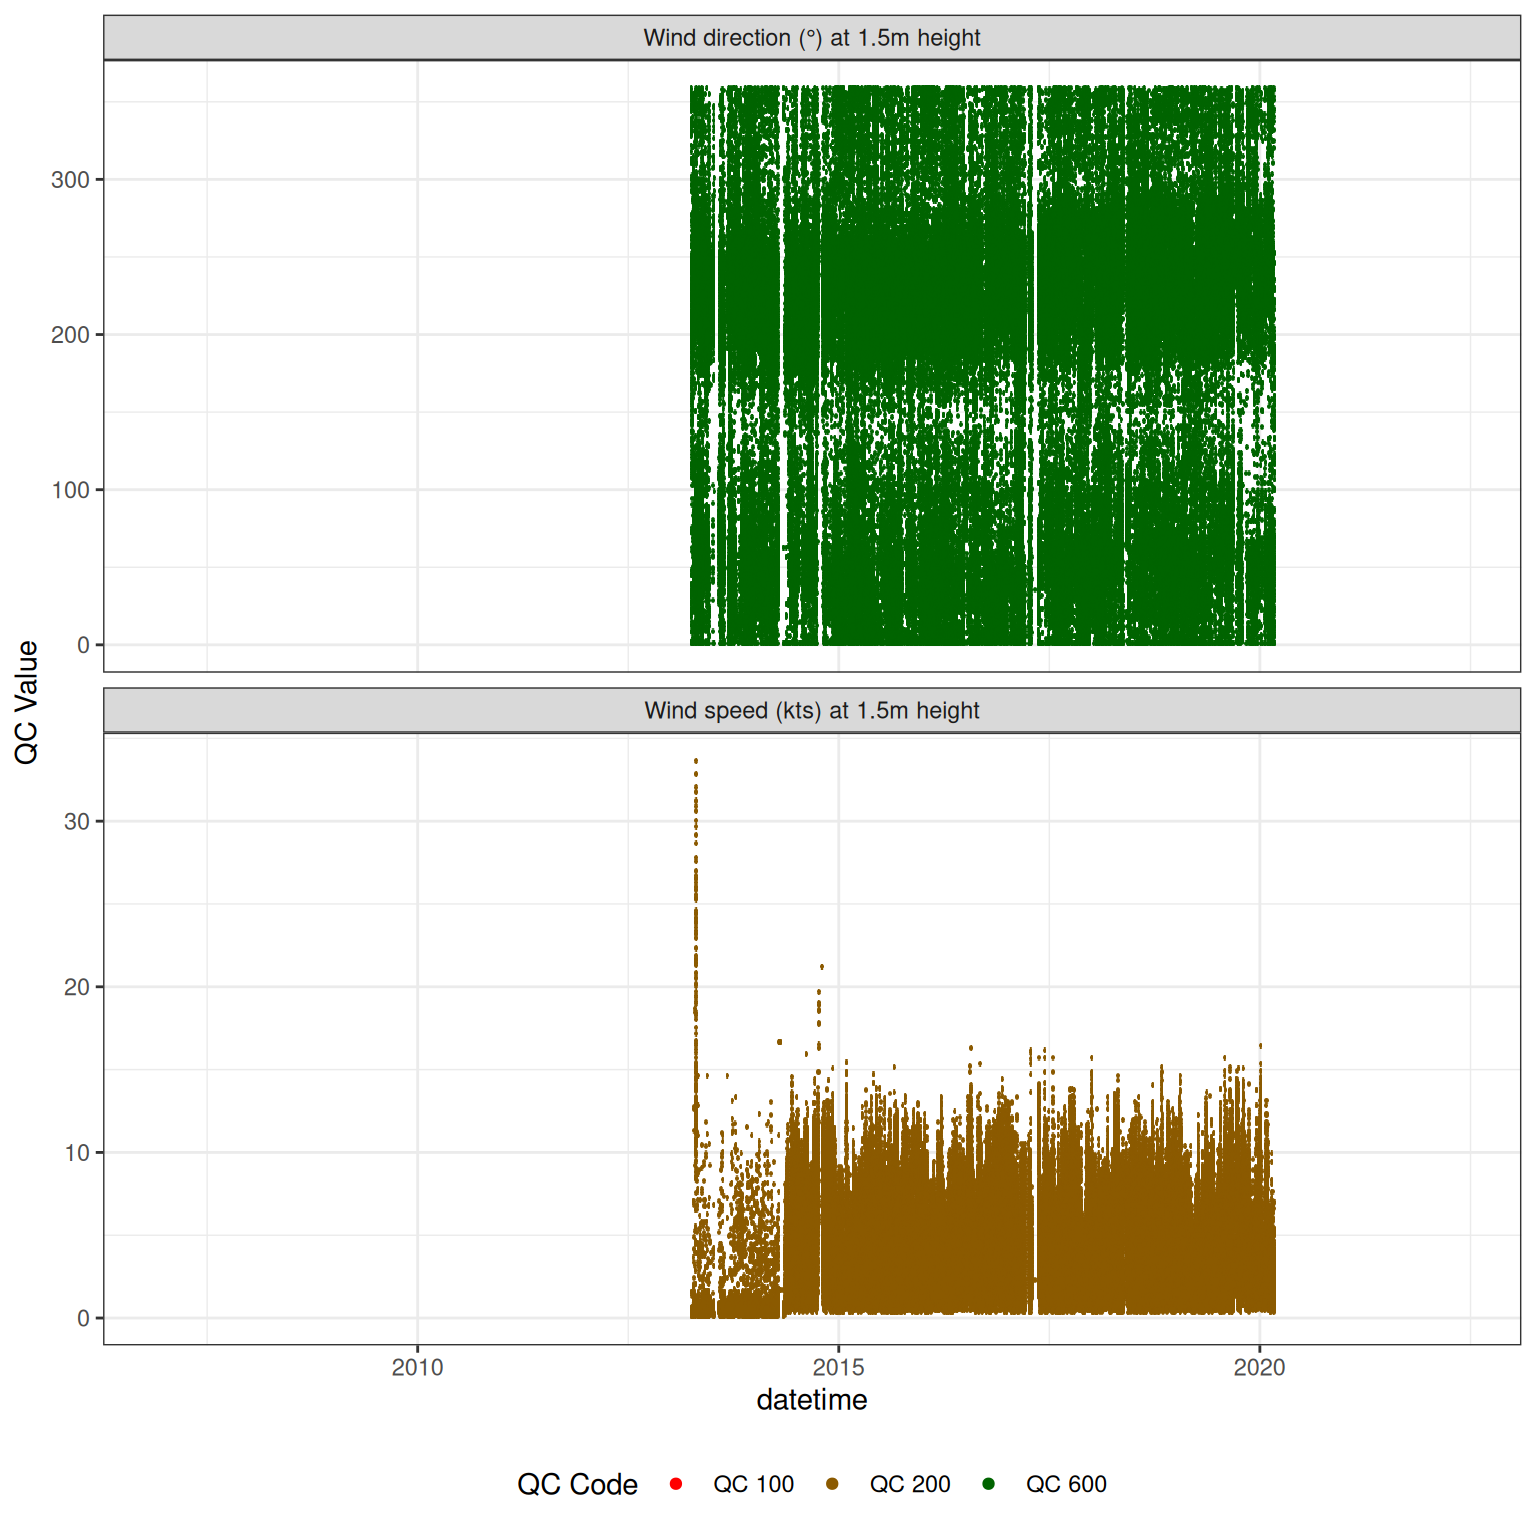 Wind direction (°) at 1.5m height
300
200
100
0
QC Value
Wind speed (kts) at 1.5m height
30
20
10
0
2010 2015 2020
datetime
QC Code QC 100 QC 200 QC 600